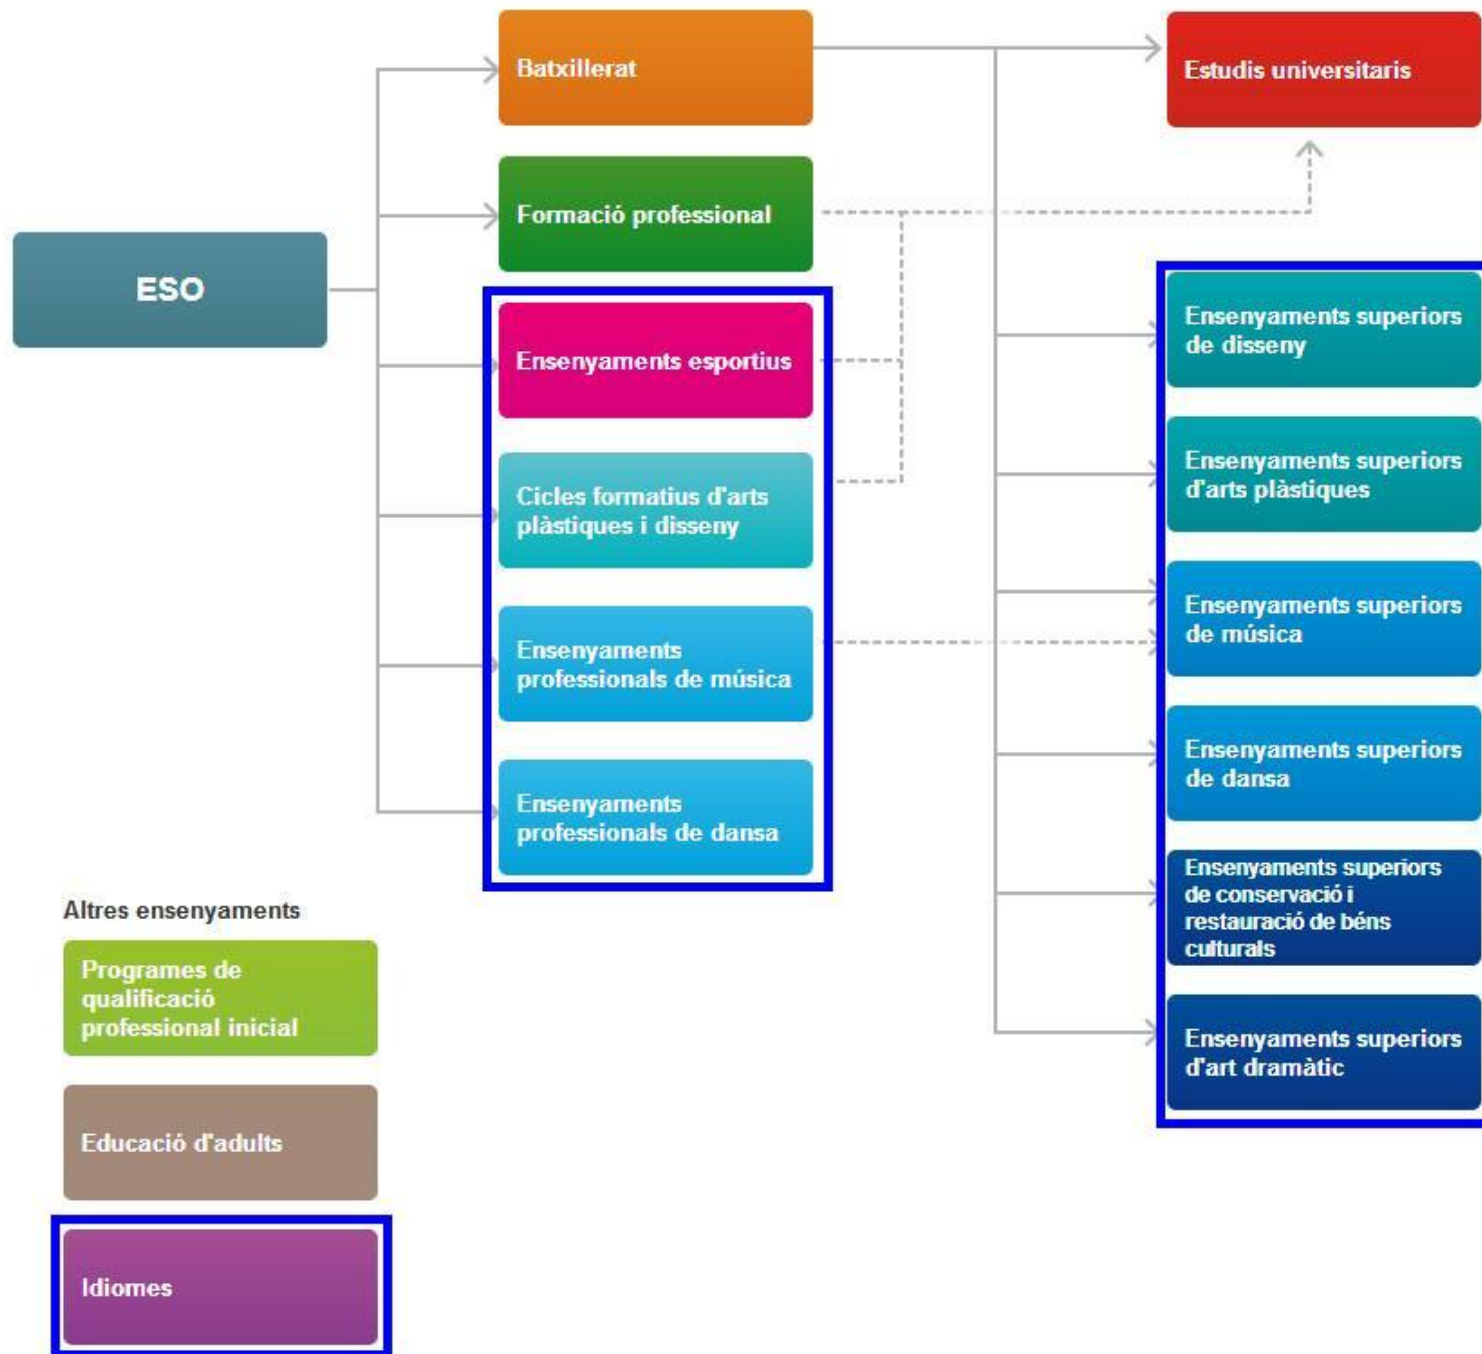 Batxillerat
Estudis universitaris
Formació professional
ESO
Ensenyaments esportius
Cicles formatius d'arts
plàstiques i disseny
Ensenyaments
professionals de música
Ensenyaments
professionals de dansa
Ensenyaments superiors
de disseny
Ensenyaments superiors
d'arts plàstiques
Ensenyaments superiors
de música
Ensenyaments superiors
de dansa
Ensenyaments superiors
de conservació i
restauració de béns
culturals
Ensenyaments superiors
d'art dramàtic
Altres ensenyaments
Programes de
qualificació
professional inicial
Educació d'adults
Idiomes